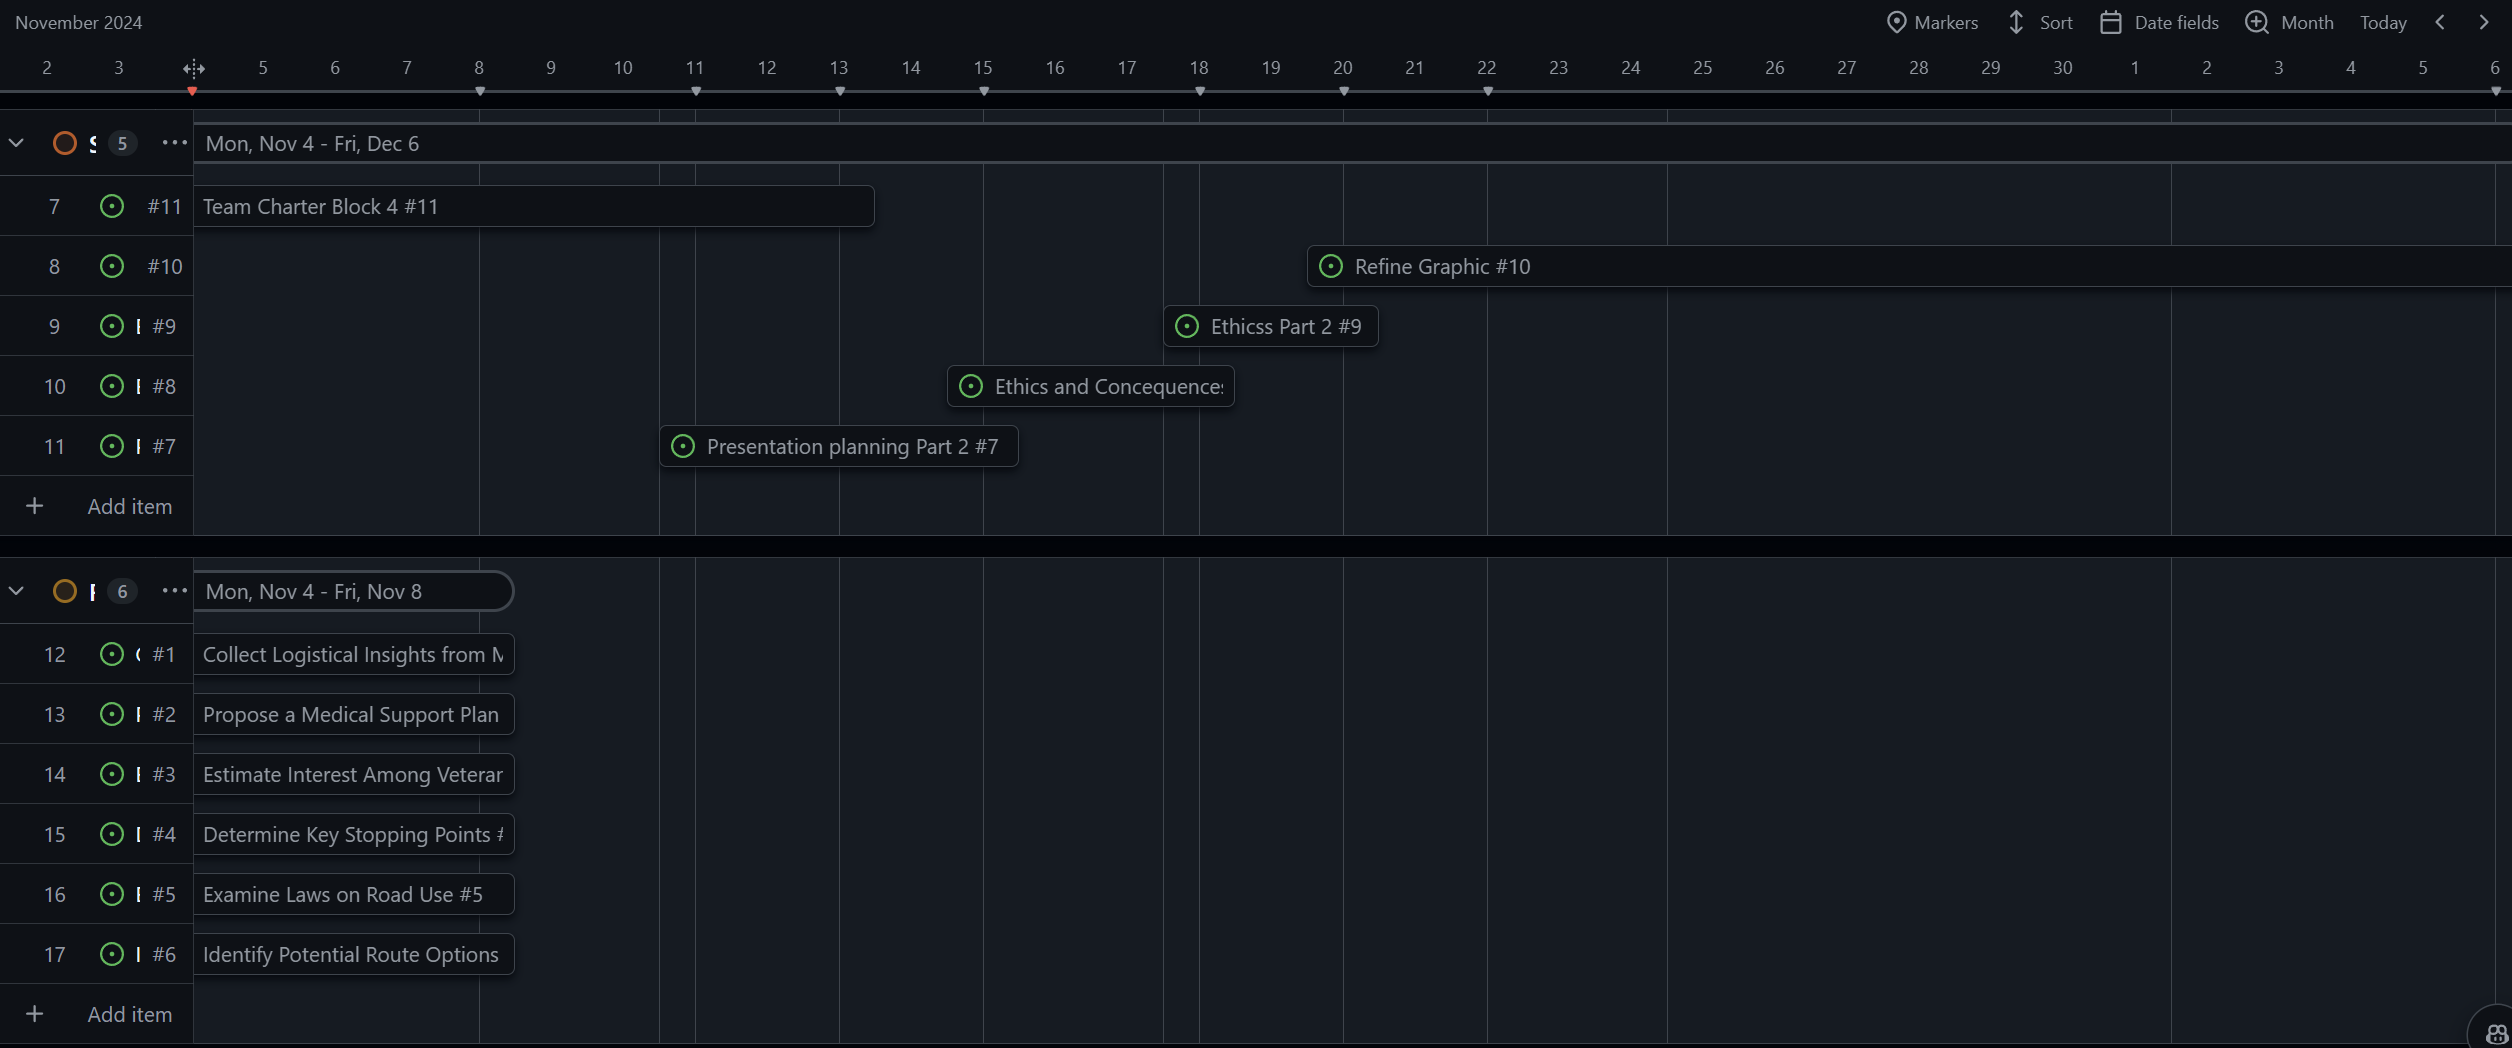 November 2024
Markers Sort Date fields Month Today
2 3 5 6 7 8 9 10 11 12 13 14 15 16 17 18 19 20 21 22 23 24 25 26 27 28 29 30 1 2 3 4 5 6
5 Mon, Nov 4 - Fri, Dec 6
7 #11 Team Charter Block 4 #11
8 #10 Refine Graphic #10
9 #9 Ethicss Part 2 #9
10 #8 Ethics and Concequences
11 #7 Presentation planning Part 2 #7
Add item
6 Mon, Nov 4 - Fri, Nov 8
12 #1 Collect Logistical Insights from
13 #2 Propose a Medical Support Plan
14 #3 Estimate Interest Among
15 #4 Determine Key Stopping Points
16 #5 Examine Laws on Road Use #5
17 #6 Identify Potential Route Options
Add item